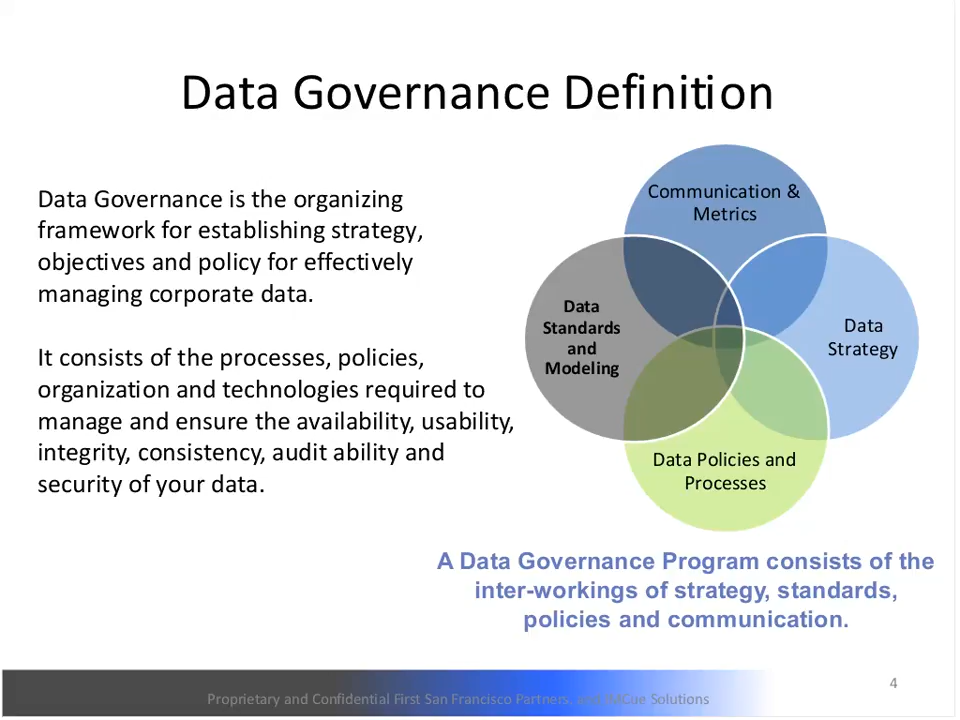 Data Governance Definition
Data Governance is the organizing
framework for establishing strategy,
objectives and policy for effectively
managing corporate data.
It consists of the processes, policies,
organization and technologies required to
manage and ensure the availability, usability,
integrity, consistency, audit ability and
security of your data.
Communication &
Metrics
Data
Standards
and
Modeling
Data
Strategy
Data Policies and
Processes
A Data Governance Program consists of the
inter-workings of strategy, standards,
policies and communication.
4
Proprietary and Confidential First San Francisco Partners, Solutions